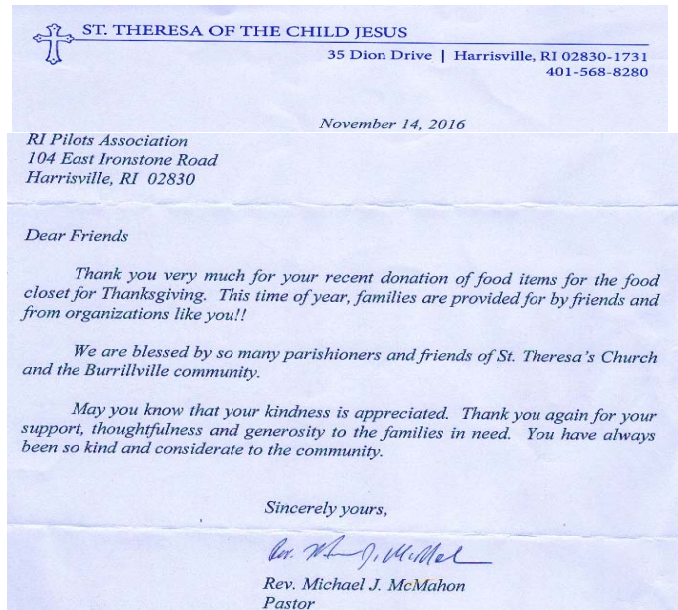 ST. THERESA OF THE CHILD JESUS
35 Dion Drive | Harrisville, RI 02830-1731
401-568-8280
November 14, 2016
RI Pilots Association
104 East Ironstone Road
Harrisville, RI 02830
Dear Friends
Thank you very much for your recent donation of food items for the food
closet for Thanksgiving. This time of year, families are provided for by friends and
from organizations like you!!
We are blessed by so many parishioners and friends of St. Theresa's Church
and the Burrillville community.
May you know that your kindness is appreciated. Thank you again for your
support, thoughtfulness and generosity to the families in need. You have always
been so kind and considerate to the community.
Sincerely yours,
Rev. J. McMah
Rev. Michael J. McMahon
Pastor